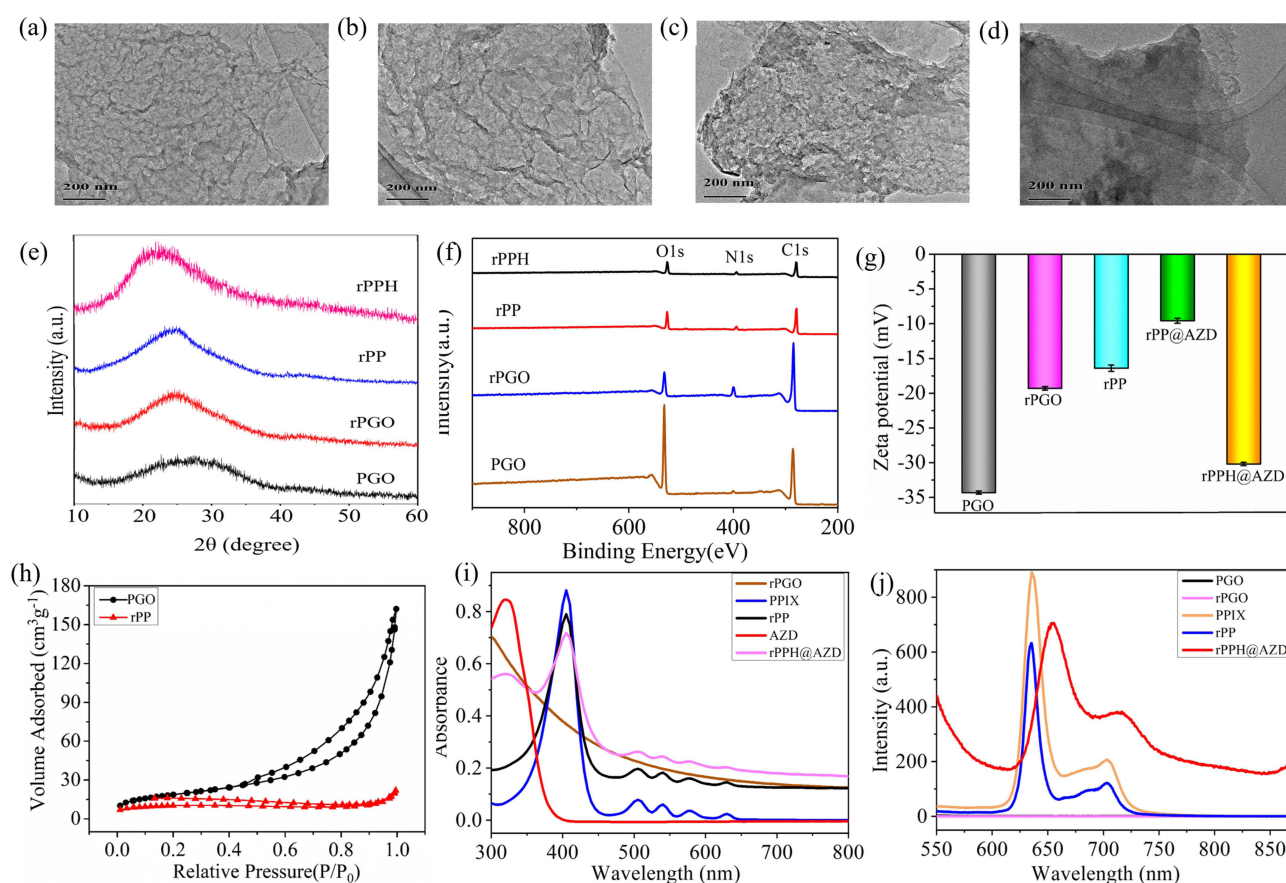 (a)
(b)
(c)
(d)
200 nm
200 nm
200 nm
200 nm
(e)
Intensity (a.u.)
rPPH
rPP
rPGO
PGO
10 20 30 40 50 60
2θ (degree)
(f)
Intensity(a.u.)
O1s N1s C1s
rPPH
rPP
rPGO
PGO
800 600 400 200
Binding Energy(eV)
(g)
Zeta potential (mV)
0
-5
-10
-15
-20
-25
-30
-35
PGO
rPGO
rPP
rPP@AZD
rPPH@AZD
(h)
Volume Adsorbed (cm³g⁻¹)
180
150
120
90
60
30
0
PGO
rPP
0.0 0.2 0.4 0.6 0.8 1.0
Relative Pressure(P/P₀)
(i)
Absorbance
0.8
0.6
0.4
0.2
0.0
rPGO
PPIX
rPP
AZD
rPPH@AZD
300 400 500 600 700 800
Wavelength (nm)
(j)
Intensity (a.u.)
800
600
400
200
0
PGO
rPGO
PPIX
rPP
rPPH@AZD
550 600 650 700 750 800 850
Wavelength (nm)